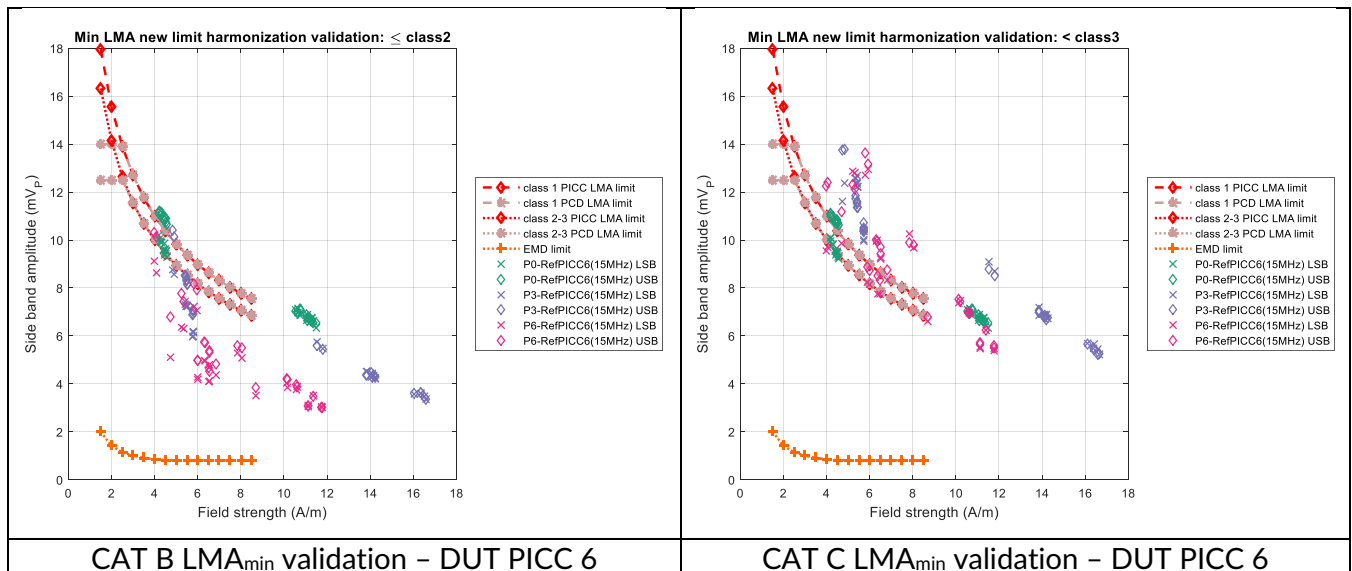 Min LMA new limit harmonization validation: ≤ class2
Side band amplitude (mVP)
18
16
14
12
10
8
6
4
2
0
0 2 4 6 8 10 12 14 16 18
Field strength (A/m)
class 1 PICC LMA limit
class 1 PCD LMA limit
class 2-3 PICC LMA limit
class 2-3 PCD LMA limit
EMD limit
P0-RefPICC6(15MHz) LSB
P0-RefPICC6(15MHz) USB
P3-RefPICC6(15MHz) LSB
P3-RefPICC6(15MHz) USB
P6-RefPICC6(15MHz) LSB
P6-RefPICC6(15MHz) USB
CAT B LMAmin validation – DUT PICC 6
Min LMA new limit harmonization validation: < class3
Side band amplitude (mVP)
18
16
14
12
10
8
6
4
2
0
0 2 4 6 8 10 12 14 16 18
Field strength (A/m)
class 1 PICC LMA limit
class 1 PCD LMA limit
class 2-3 PICC LMA limit
class 2-3 PCD LMA limit
EMD limit
P0-RefPICC6(15MHz) LSB
P0-RefPICC6(15MHz) USB
P3-RefPICC6(15MHz) LSB
P3-RefPICC6(15MHz) USB
P6-RefPICC6(15MHz) LSB
P6-RefPICC6(15MHz) USB
CAT C LMAmin validation – DUT PICC 6